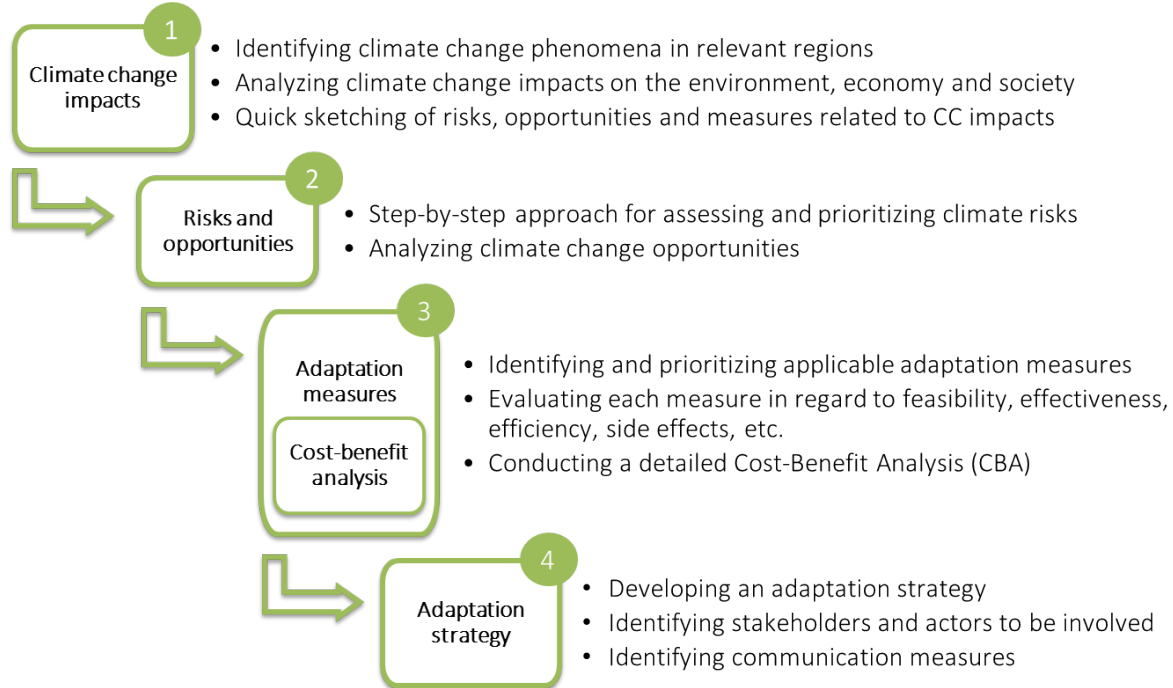 1
Climate change
impacts
• Identifying climate change phenomena in relevant regions
• Analyzing climate change impacts on the environment, economy and society
• Quick sketching of risks, opportunities and measures related to CC impacts
2
Risks and
opportunities
• Step-by-step approach for assessing and prioritizing climate risks
• Analyzing climate change opportunities
3
Adaptation
measures
Cost-benefit
analysis
• Identifying and prioritizing applicable adaptation measures
• Evaluating each measure in regard to feasibility, effectiveness,
efficiency, side effects, etc.
• Conducting a detailed Cost-Benefit Analysis (CBA)
4
Adaptation
strategy
• Developing an adaptation strategy
• Identifying stakeholders and actors to be involved
• Identifying communication measures